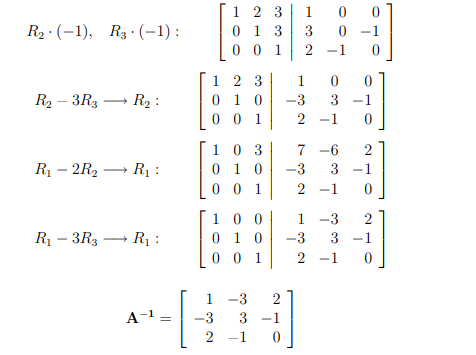 R₂ · (−1), R₃ · (−1) : [ 1 2 3 | 1 0 0 ]
[ 0 1 3 | 3 0 −1 ]
[ 0 0 1 | 2 −1 0 ]
R₂ − 3R₃ ⟶ R₂ : [ 1 2 3 | 1 0 0 ]
[ 0 1 0 | −3 3 −1 ]
[ 0 0 1 | 2 −1 0 ]
R₁ − 2R₂ ⟶ R₁ : [ 1 0 3 | 7 −6 2 ]
[ 0 1 0 | −3 3 −1 ]
[ 0 0 1 | 2 −1 0 ]
R₁ − 3R₃ ⟶ R₁ : [ 1 0 0 | 1 −3 2 ]
[ 0 1 0 | −3 3 −1 ]
[ 0 0 1 | 2 −1 0 ]
A⁻¹ = [ 1 −3 2 ]
[ −3 3 −1 ]
[ 2 −1 0 ]